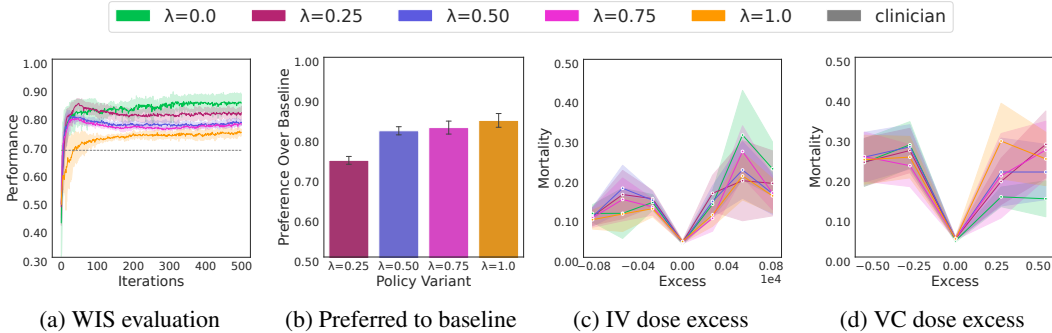 λ=0.0 λ=0.25 λ=0.50 λ=0.75 λ=1.0 clinician
1.00
0.90
0.80
0.70
0.60
0.50
0.40
0.30
Performance
0 100 200 300 400 500
Iterations
(a) WIS evaluation
1.00
0.90
0.80
0.70
0.60
0.50
Preference Over Baseline
λ=0.25 λ=0.50 λ=0.75 λ=1.0
Policy Variant
(b) Preferred to baseline
0.50
0.40
0.30
0.20
0.10
0.00
Mortality
−0.08 −0.04 0.00 0.04 0.08
1e4
Excess
(c) IV dose excess
0.50
0.40
0.30
0.20
0.10
0.00
Mortality
−0.50 −0.25 0.00 0.25 0.50
Excess
(d) VC dose excess